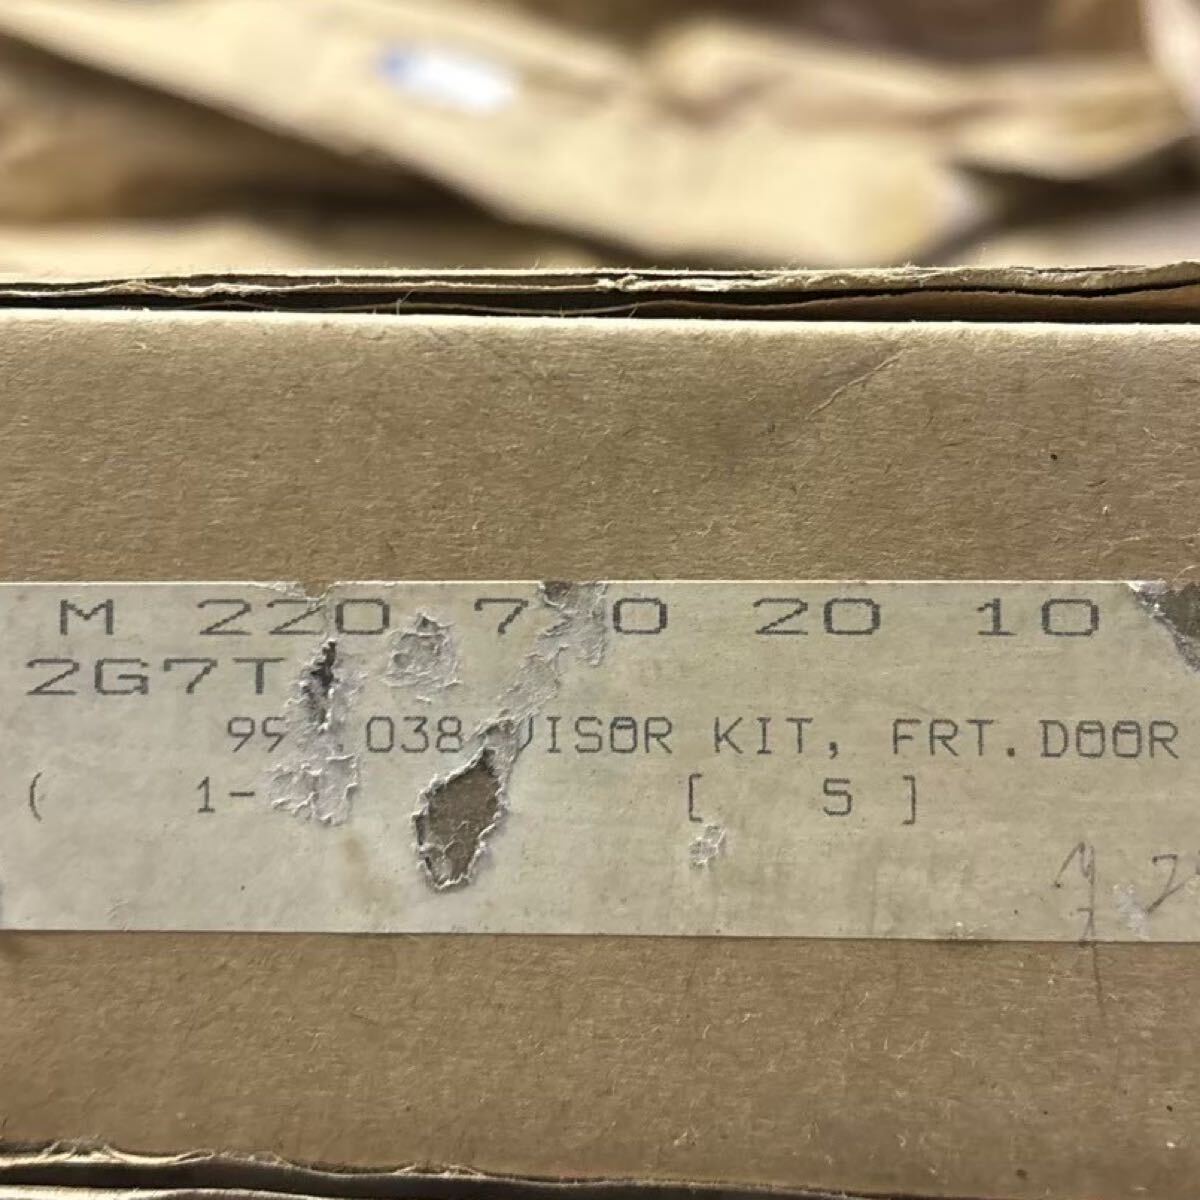 M 220 7 0 20 10
2G7T
99 038 VISOR KIT, FRT. DOOR
( 1- [ 5 ]